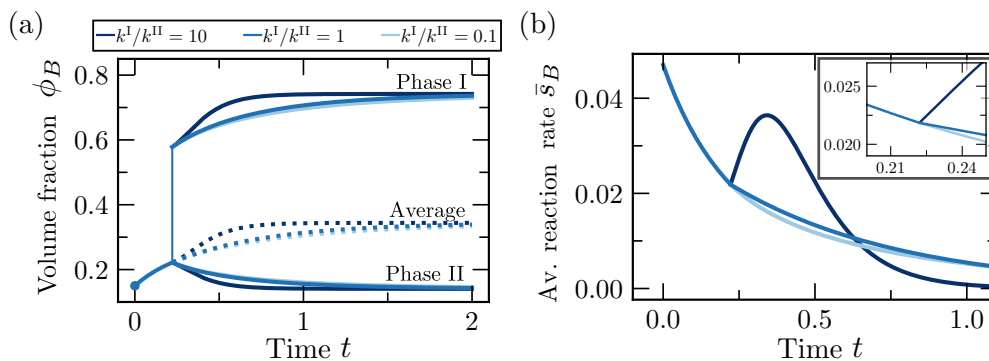 (a)
k^I/k^II = 10 k^I/k^II = 1 k^I/k^II = 0.1
Volume fraction ϕ_B
0.8
0.6
0.4
0.2
Phase I
Average
Phase II
0 1 2
Time t
(b)
Av. reaction rate s̄_B
0.04
0.02
0.00
0.025
0.020
0.21 0.24
0.0 0.5 1.0
Time t